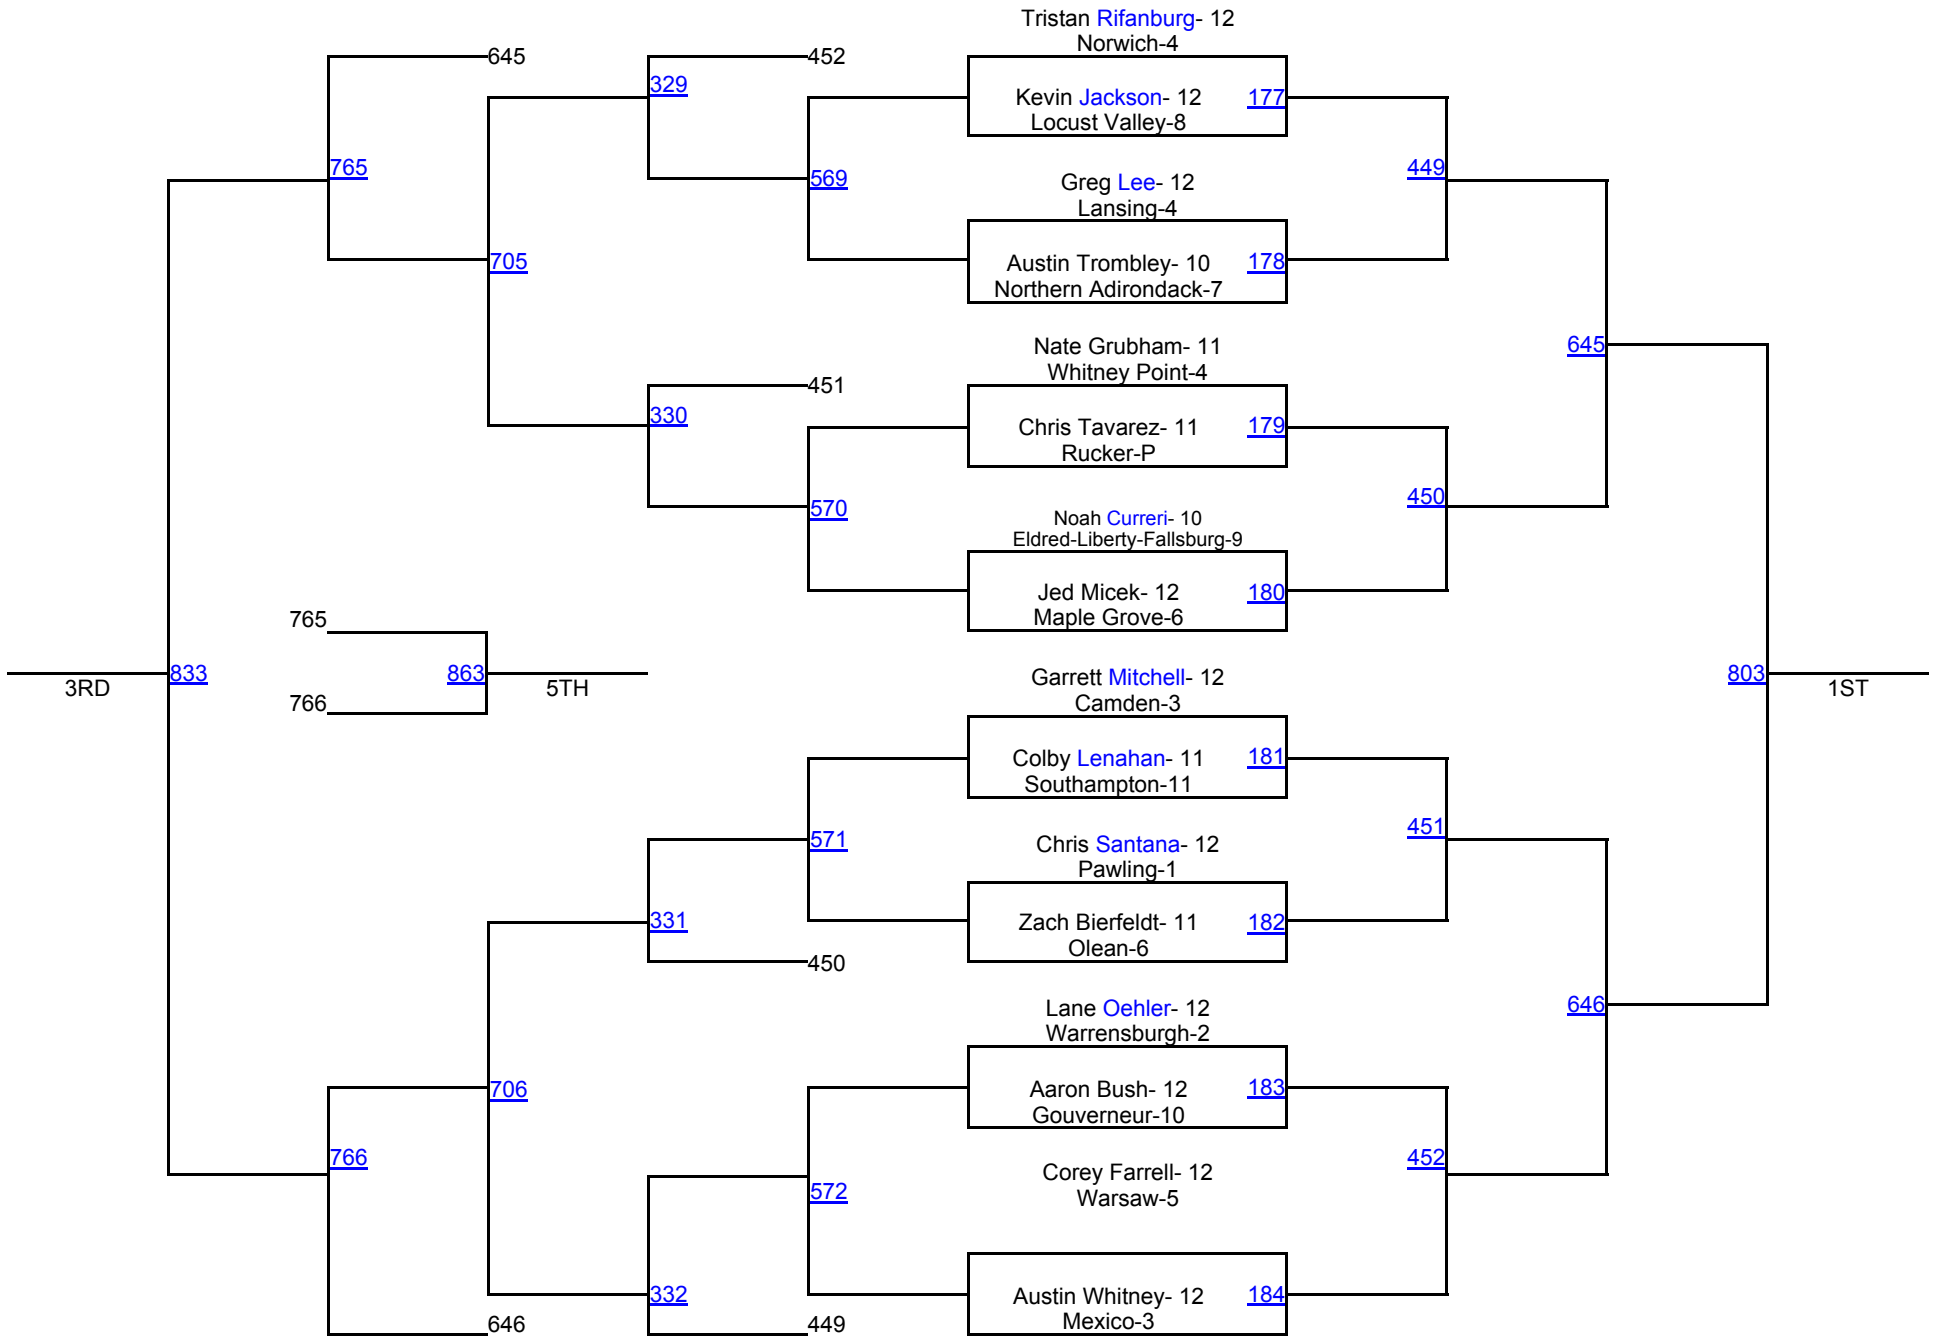 Tristan Rifanburg- 12
Norwich-4
645
452
329
Kevin Jackson- 12
177
Locust Valley-8
765
569
449
Greg Lee- 12
Lansing-4
705
Austin Trombley- 10
178
Northern Adirondack-7
Nate Grubham- 11
645
Whitney Point-4
451
330
Chris Tavarez- 11
179
Rucker-P
570
450
Noah Curreri- 10
Eldred-Liberty-Fallsburg-9
Jed Micek- 12
180
Maple Grove-6
765
3RD
833
863
5TH
766
Garrett Mitchell- 12
Camden-3
803
1ST
Colby Lenahan- 11
181
Southampton-11
571
451
Chris Santana- 12
Pawling-1
331
Zach Bierfeldt- 11
182
Olean-6
450
Lane Oehler- 12
646
Warrensburgh-2
706
Aaron Bush- 12
183
Gouverneur-10
766
452
572
Corey Farrell- 12
Warsaw-5
332
Austin Whitney- 12
184
Mexico-3
646
449